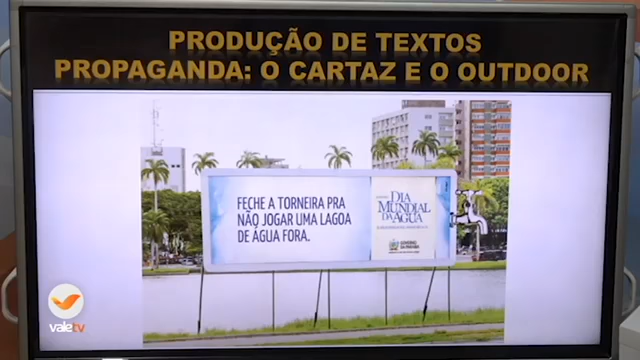 PRODUÇÃO DE TEXTOS
PROPAGANDA: O CARTAZ E O OUTDOOR
FECHE A TORNEIRA PRA
NÃO JOGAR UMA LAGOA
DE ÁGUA FORA.
DIA
MUNDIAL
DA ÁGUA
GOVERNO
DA PARAÍBA
valetv